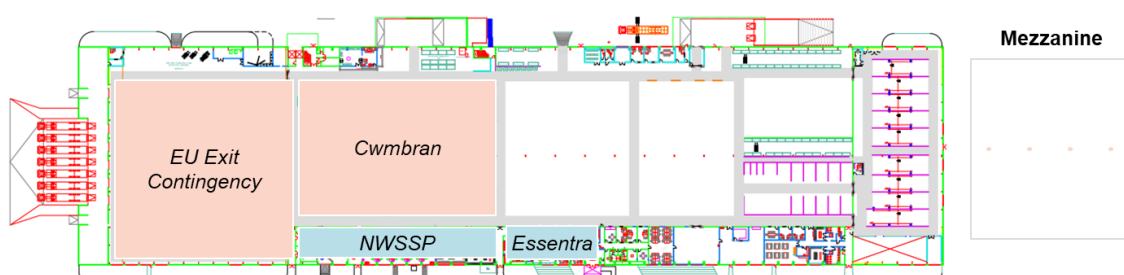 Mezzanine
EU Exit
Contingency
Cwmbran
NWSSP
Essentra